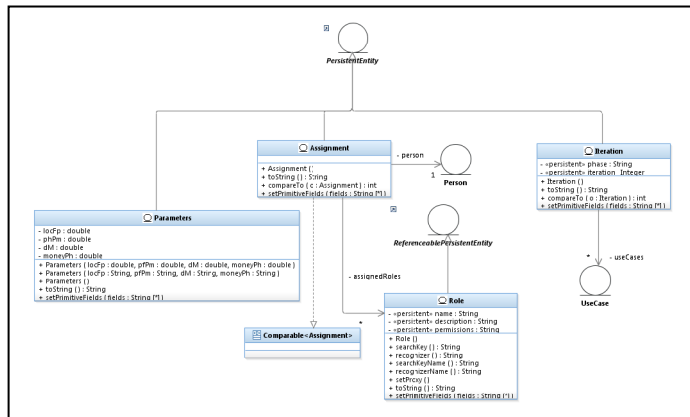 PersistentEntity
Assignment
+ Assignment ()
+ toString () : String
+ compareTo ( c : Assignment ) : int
+ setPrimitiveFields ( fields : String [*] )
- person
1
Person
Iteration
- «persistent» phase : String
- «persistent» iteration : Integer
+ Iteration ()
+ toString () : String
+ compareTo ( o : Iteration ) : int
+ setPrimitiveFields ( fields : String [*] )
Parameters
- locFp : double
- phPm : double
- dM : double
- moneyPh : double
+ Parameters ( locFp : double, pfPm : double, dM : double, moneyPh : double )
+ Parameters ( locFp : String, pfPm : String, dM : String, moneyPh : String )
+ Parameters ()
+ toString () : String
+ setPrimitiveFields ( fields : String [*] )
ReferenceablePersistentEntity
- useCases
*
UseCase
- assignedRoles
*
Role
- «persistent» name : String
- «persistent» description : String
- «persistent» permissions : String
+ Role ()
+ searchKey () : String
+ recognizer () : String
+ searchKeyName () : String
+ recognizerName () : String
+ setProxy ()
+ toString () : String
+ setPrimitiveFields ( fields : String [*] )
Comparable<Assignment>